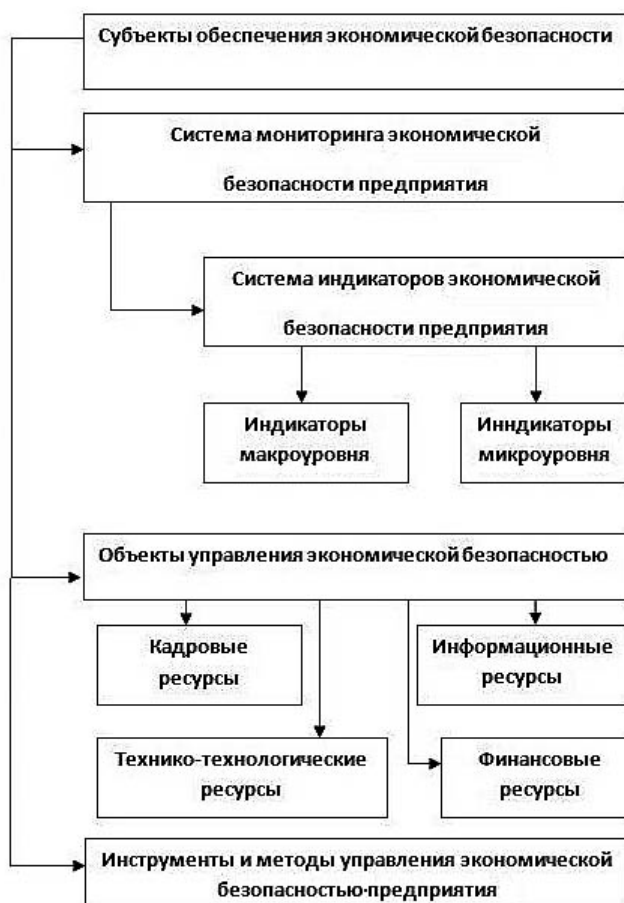 Субъекты обеспечения экономической безопасности
Система мониторинга экономической
безопасности предприятия
Система индикаторов экономической
безопасности предприятия
Индикаторы
макроуровня
Инндикаторы
микроуровня
Объекты управления экономической безопасностью
Кадровые
ресурсы
Информационные
ресурсы
Технико-технологические
ресурсы
Финансовые
ресурсы
Инструменты и методы управления экономической
безопасностью·предприятия